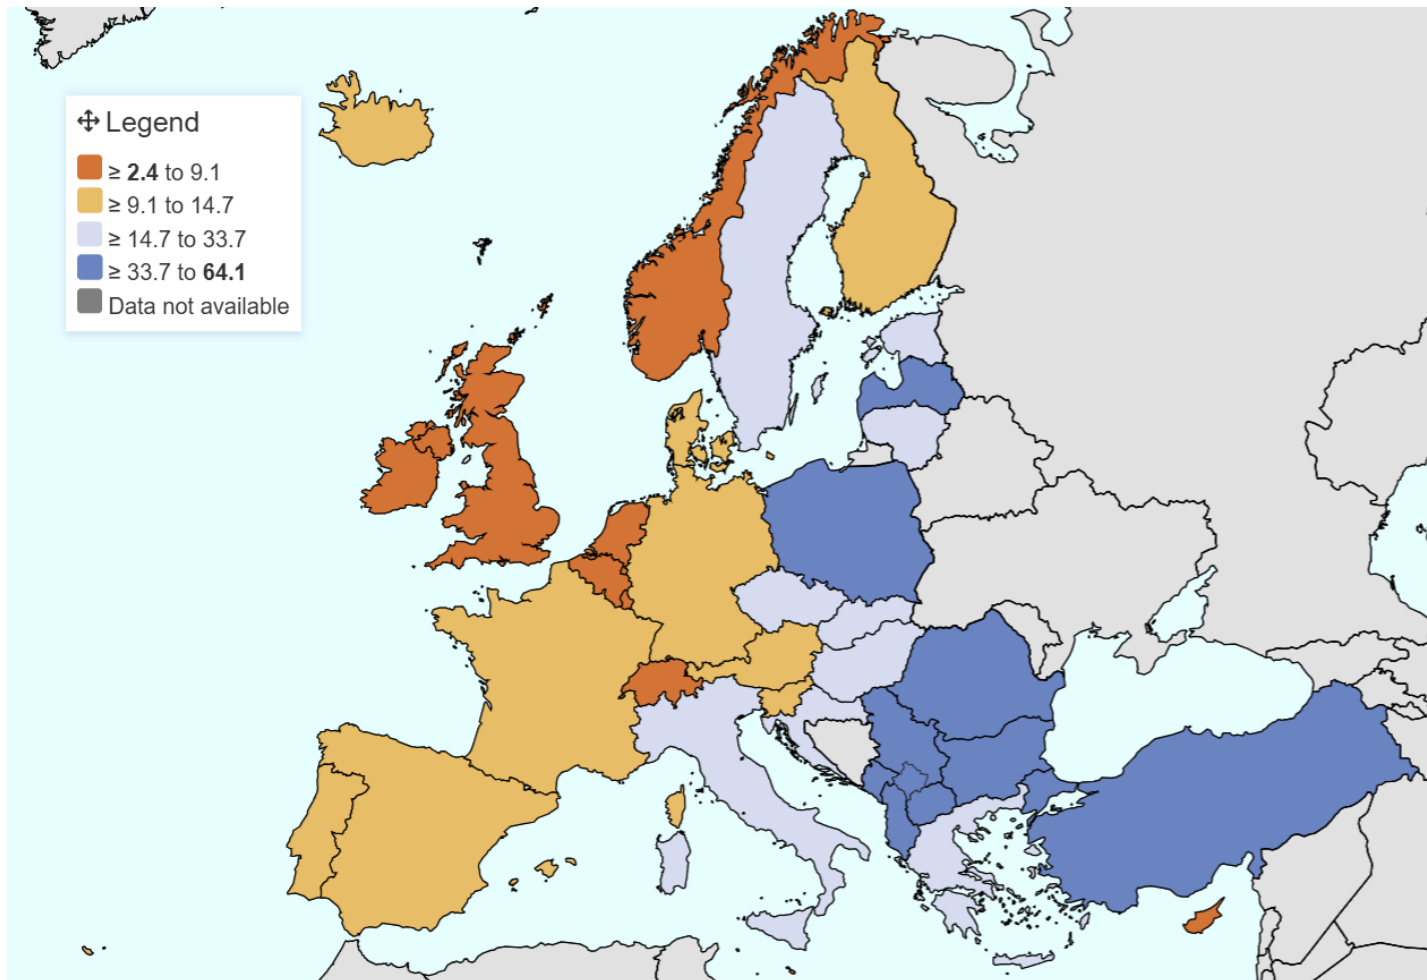 Legend
≥ 2.4 to 9.1
≥ 9.1 to 14.7
≥ 14.7 to 33.7
≥ 33.7 to 64.1
Data not available